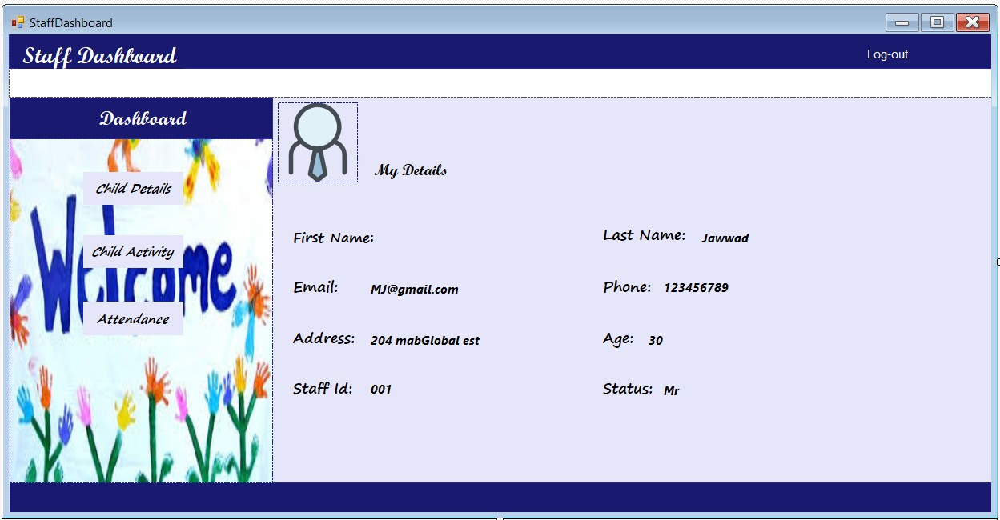 StaffDashboard
Staff Dashboard
Log-out
Dashboard
Child Details
Welcome
Child Activity
Attendance
My Details
First Name:
Last Name: Jawwad
Email: MJ@gmail.com
Phone: 123456789
Address: 204 mabGlobal est
Age: 30
Staff Id: 001
Status: Mr